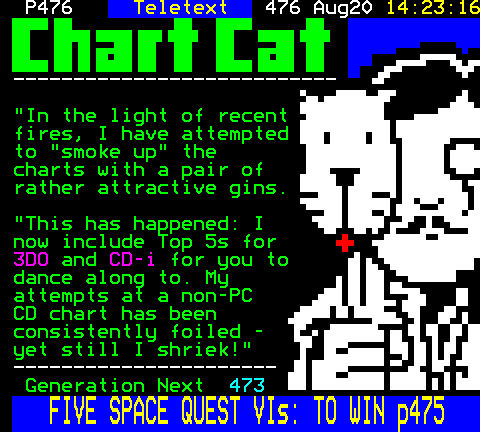 P476 Teletext 476 Aug20 14:23:16
Chart Cat
"In the light of recent
fires, I have attempted
to "smoke up" the
charts with a pair of
rather attractive gins.
"This has happened: I
now include Top 5s for
3DO and CD-i for you to
dance along to. My
attempts at a non-PC
CD chart has been
consistently foiled -
yet still I shriek!"
Generation Next 473
FIVE SPACE QUEST VIs: TO WIN p475